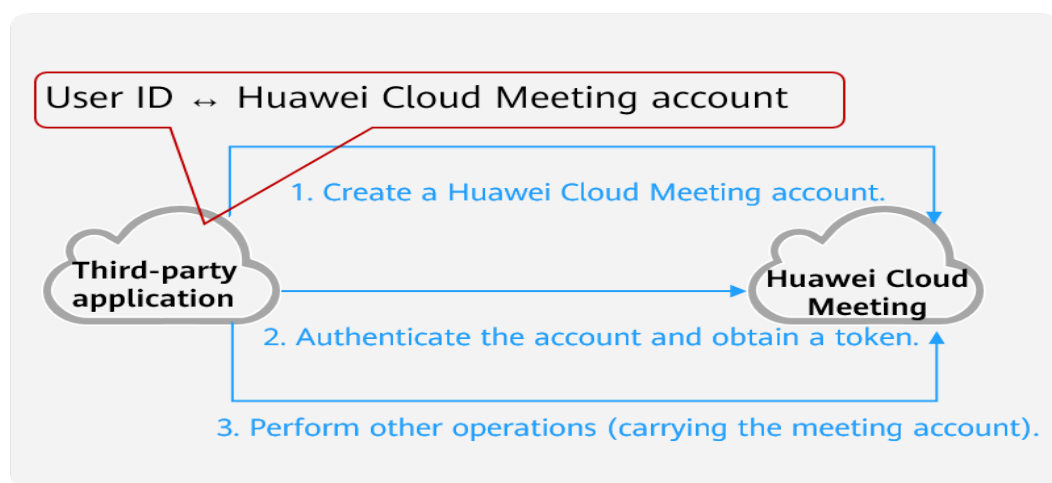 User ID ↔ Huawei Cloud Meeting account
1. Create a Huawei Cloud Meeting account.
Third-party
application
Huawei Cloud
Meeting
2. Authenticate the account and obtain a token.
3. Perform other operations (carrying the meeting account).